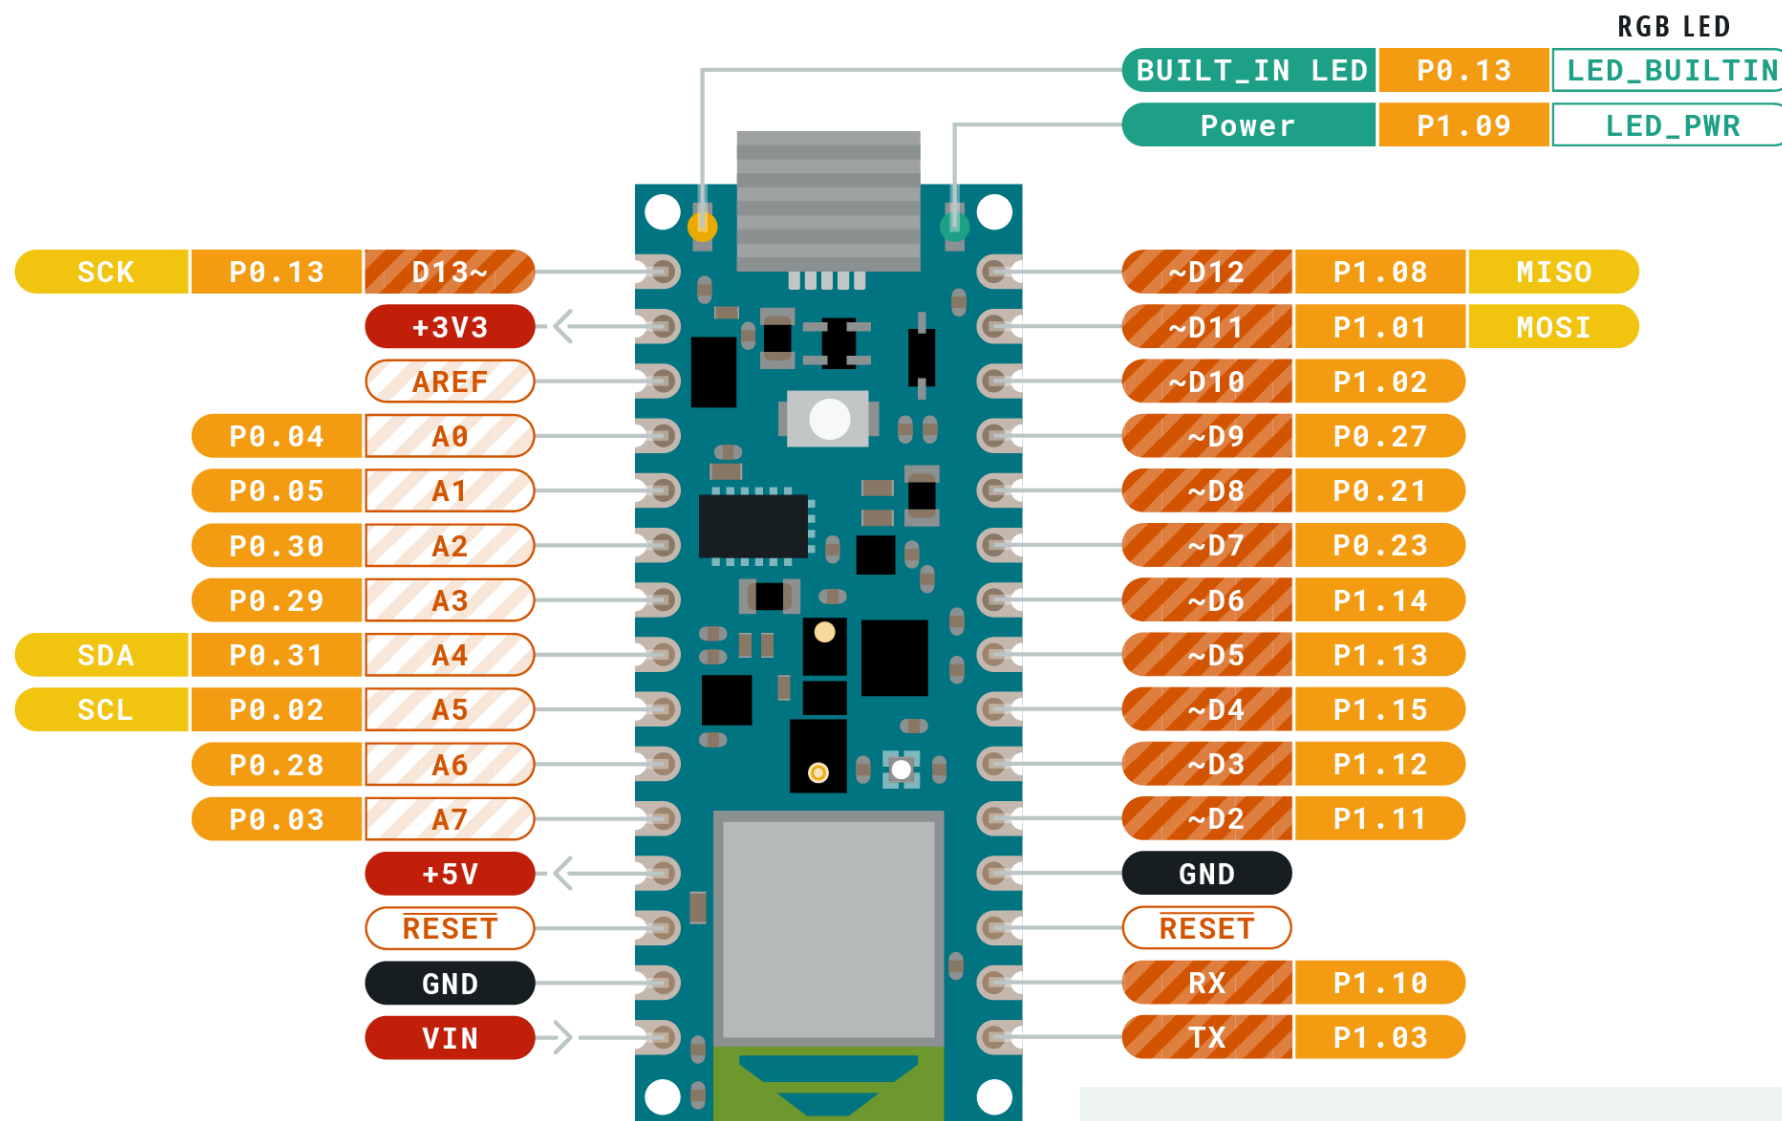 RGB LED
BUILT_IN LED P0.13 LED_BUILTIN
Power P1.09 LED_PWR
SCK P0.13 D13~
+3V3
AREF
P0.04 A0
P0.05 A1
P0.30 A2
P0.29 A3
SDA P0.31 A4
SCL P0.02 A5
P0.28 A6
P0.03 A7
+5V
RESET
GND
VIN
~D12 P1.08 MISO
~D11 P1.01 MOSI
~D10 P1.02
~D9 P0.27
~D8 P0.21
~D7 P0.23
~D6 P1.14
~D5 P1.13
~D4 P1.15
~D3 P1.12
~D2 P1.11
GND
RESET
RX P1.10
TX P1.03